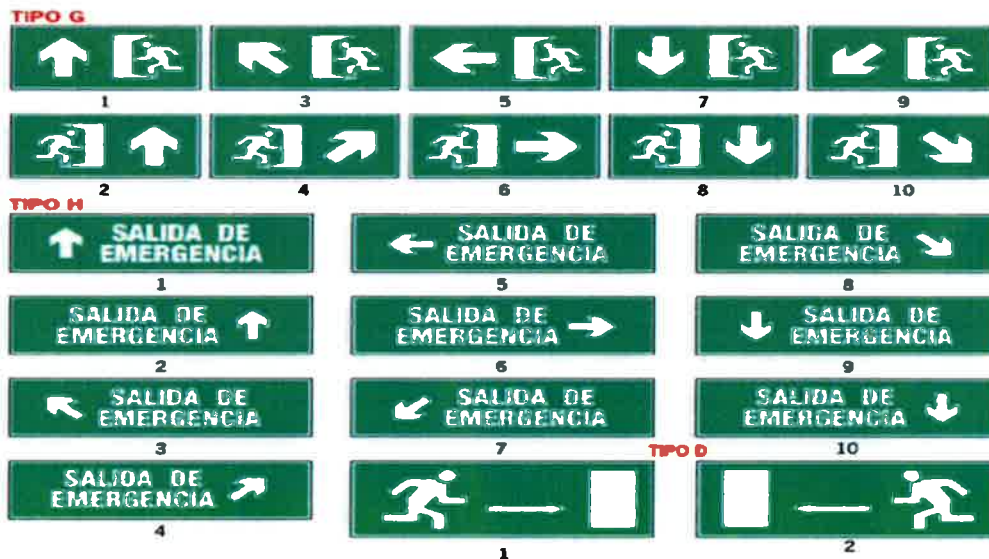 TIPO G
1
3
5
7
9
2
4
6
8
10
TIPO H
SALIDA DE
EMERGENCIA
1
SALIDA DE
EMERGENCIA
5
SALIDA DE
EMERGENCIA
8
SALIDA DE
EMERGENCIA
2
SALIDA DE
EMERGENCIA
6
SALIDA DE
EMERGENCIA
9
SALIDA DE
EMERGENCIA
3
SALIDA DE
EMERGENCIA
7
SALIDA DE
EMERGENCIA
10
TIPO D
SALIDA DE
EMERGENCIA
4
1
2